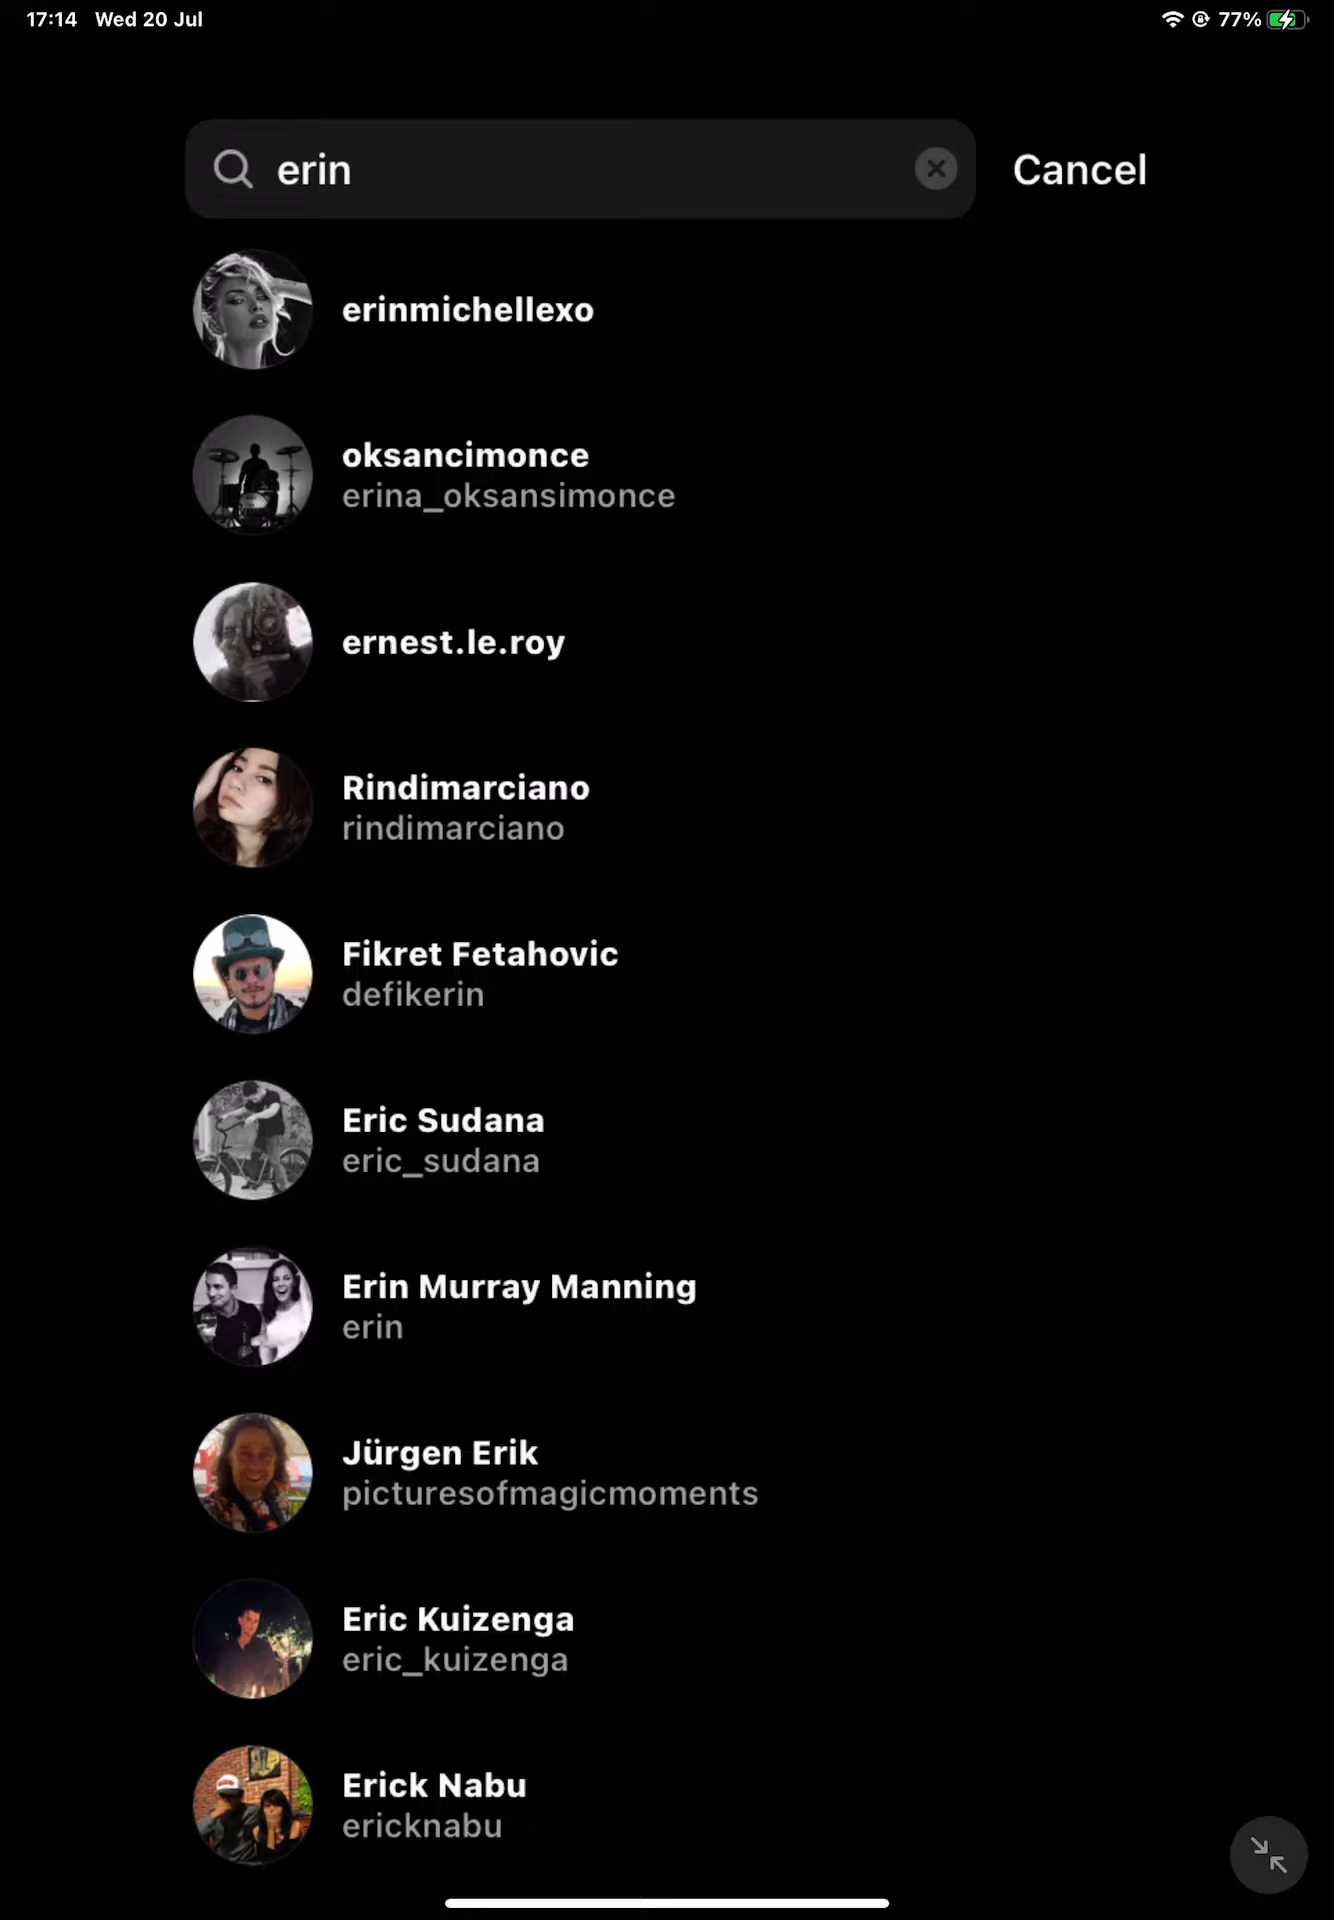 17:14 Wed 20 Jul 77%
erin Cancel
erinmichellexo
oksancimonce
erina_oksansimonce
ernest.le.roy
Rindimarciano
rindimarciano
Fikret Fetahovic
defikerin
Eric Sudana
eric_sudana
Erin Murray Manning
erin
Jürgen Erik
picturesofmagicmoments
Eric Kuizenga
eric_kuizenga
Erick Nabu
ericknabu